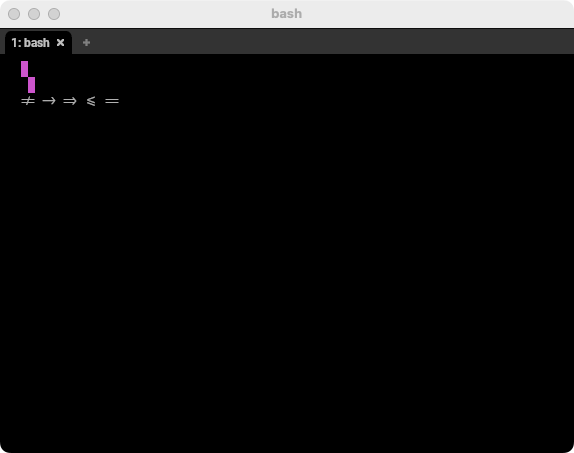 bash
1: bash × +
≠ → ⇒ ⩽ ==